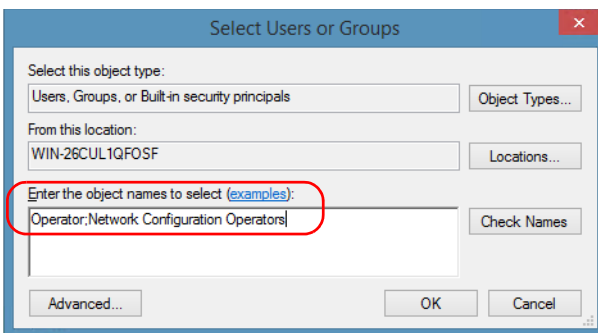 Select Users or Groups
Select this object type:
Users, Groups, or Built-in security principals
Object Types...
From this location:
WIN-26CUL1QFOSF
Locations...
Enter the object names to select (examples):
Operator;Network Configuration Operators
Check Names
Advanced...
OK
Cancel